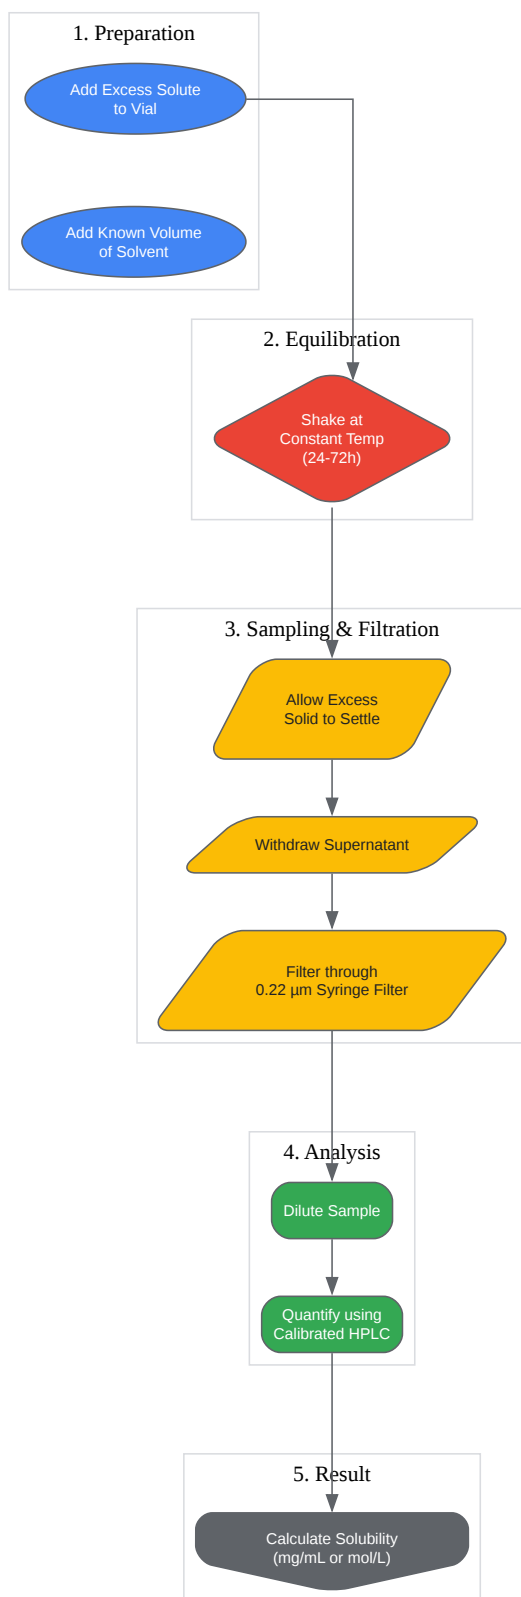 1. Preparation
Add Excess Solute
to Vial
Add Known Volume
of Solvent
2. Equilibration
Shake at
Constant Temp
(24-72h)
3. Sampling & Filtration
Allow Excess
Solid to Settle
Withdraw Supernatant
Filter through
0.22 µm Syringe Filter
4. Analysis
Dilute Sample
Quantify using
Calibrated HPLC
5. Result
Calculate Solubility
(mg/mL or mol/L)